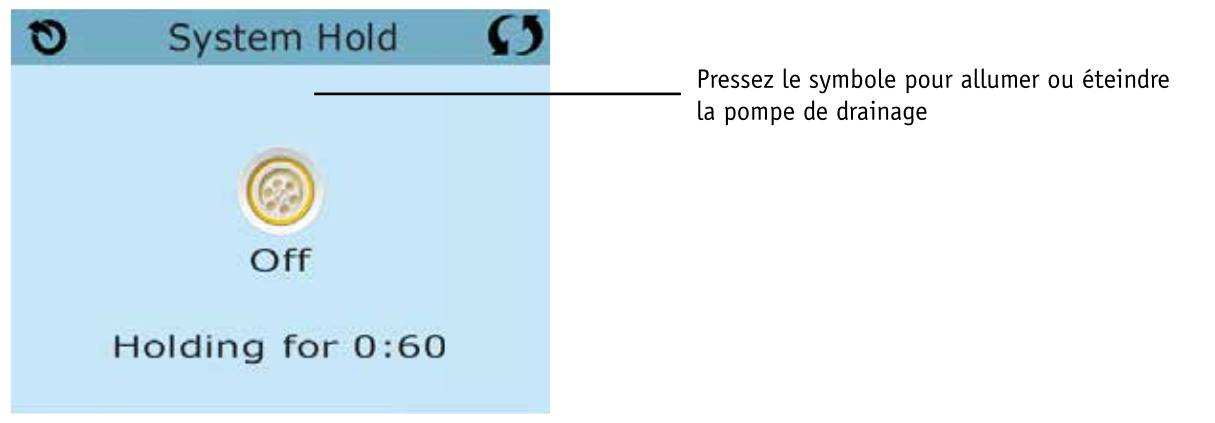 System Hold
Pressez le symbole pour allumer ou éteindre
la pompe de drainage
Off
Holding for 0:60